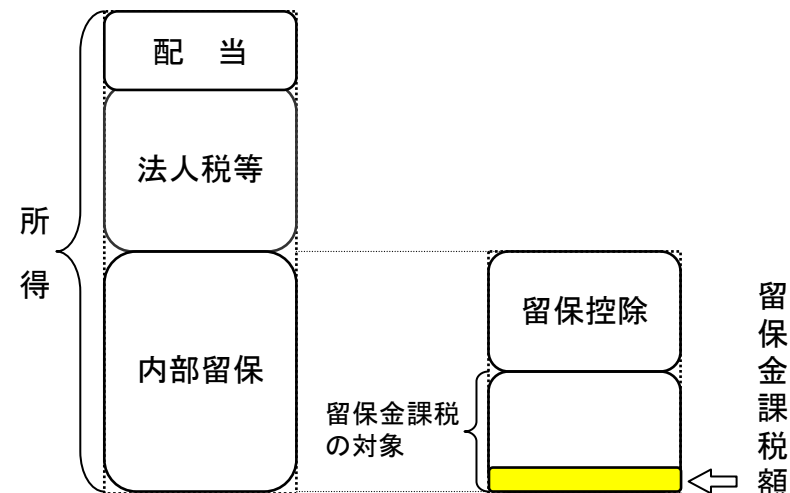 配　当
法人税等
所得
内部留保
留保控除
留保金課税
の対象
留保金課税額